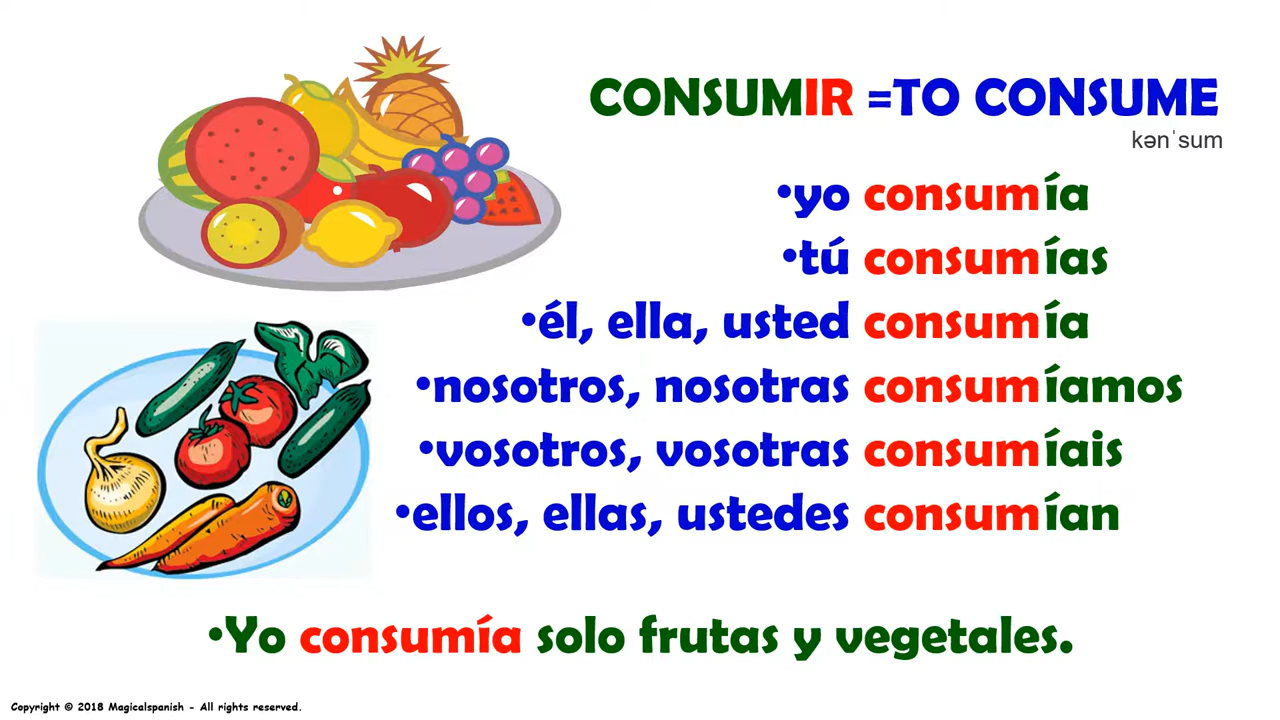 CONSUMIR =TO CONSUME
kənˈsum
•yo consumía
•tú consumías
•él, ella, usted consumía
•nosotros, nosotras consumíamos
•vosotros, vosotras consumíais
•ellos, ellas, ustedes consumían
•Yo consumía solo frutas y vegetales.
Copyright © 2018 Magicalspanish - All rights reserved.